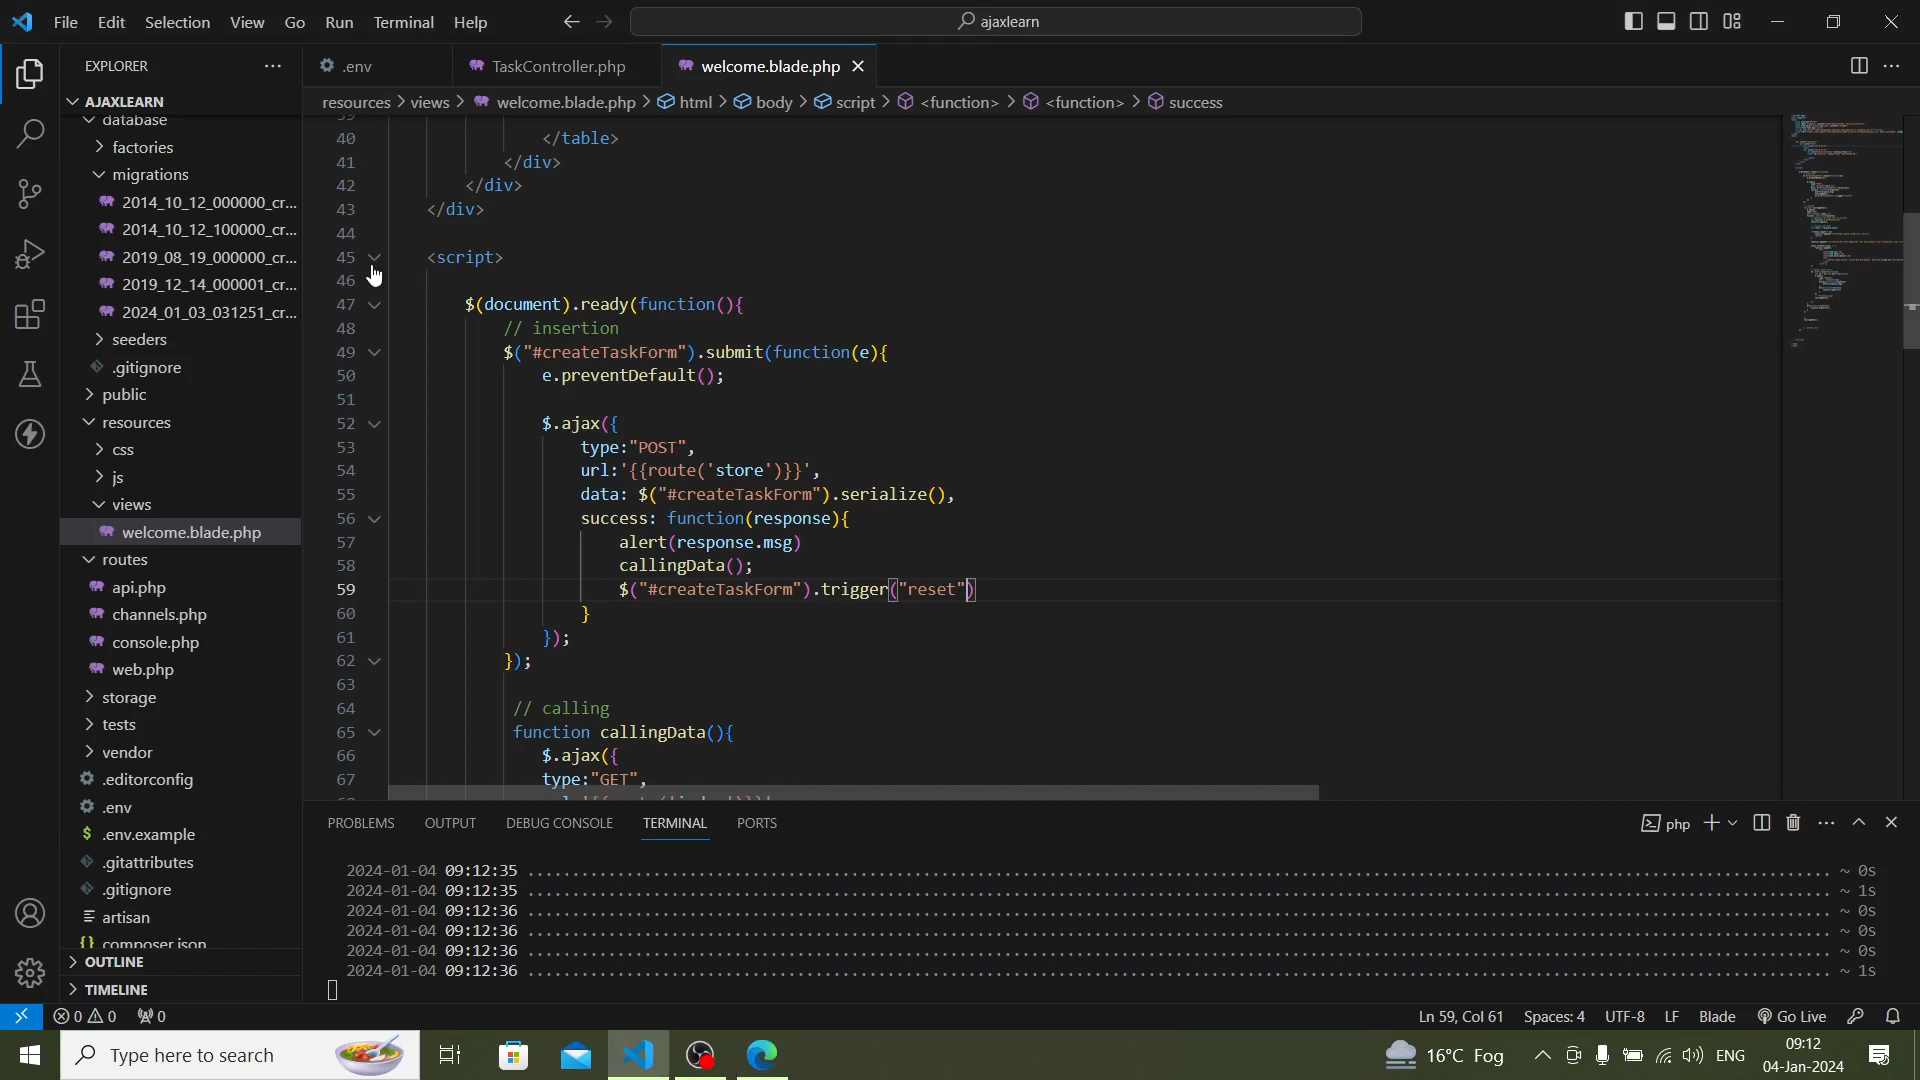 File Edit Selection View Go Run Terminal Help
ajaxlearn
EXPLORER
.env
TaskController.php
welcome.blade.php
AJAXLEARN
resources > views > welcome.blade.php > html > body > script > <function> > <function> > success
database
factories
migrations
2014_10_12_000000_cr...
2014_10_12_100000_cr...
2019_08_19_000000_cr...
2019_12_14_000001_cr...
2024_01_03_031251_cr...
seeders
.gitignore
public
resources
css
js
views
welcome.blade.php
routes
api.php
channels.php
console.php
web.php
storage
tests
vendor
.editorconfig
.env
.env.example
.gitattributes
.gitignore
artisan
composer.json
OUTLINE
TIMELINE
39
40 </table>
41 </div>
42 </div>
43 </div>
44
45 <script>
46
47 $(document).ready(function(){
48 // insertion
49 $("#createTaskForm").submit(function(e){
50 e.preventDefault();
51
52 $.ajax({
53 type:"POST",
54 url:'{{route('store')}}',
55 data: $("#createTaskForm").serialize(),
56 success: function(response){
57 alert(response.msg)
58 callingData();
59 $("#createTaskForm").trigger("reset")
60 }
61 });
62 });
63
64 // calling
65 function callingData(){
66 $.ajax({
67 type:"GET",
PROBLEMS OUTPUT DEBUG CONSOLE TERMINAL PORTS
php
2024-01-04 09:12:35 ........ ~ 0s
2024-01-04 09:12:35 ........ ~ 1s
2024-01-04 09:12:36 ........ ~ 0s
2024-01-04 09:12:36 ........ ~ 0s
2024-01-04 09:12:36 ........ ~ 0s
2024-01-04 09:12:36 ........ ~ 1s
0 0 0
Ln 59, Col 61 Spaces: 4 UTF-8 LF Blade Go Live
Type here to search
16°C Fog
ENG
09:12
04-Jan-2024